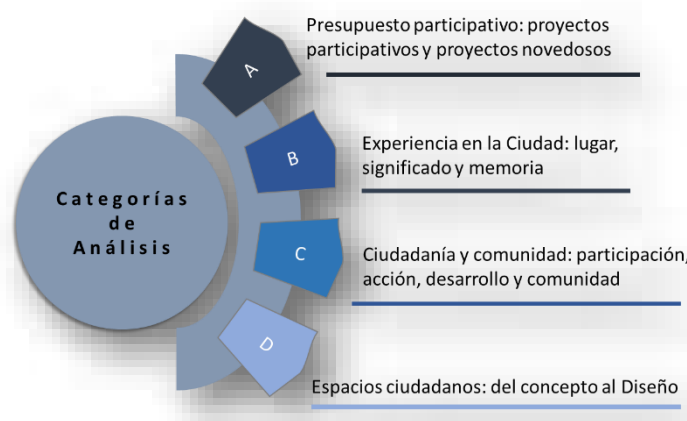 Categorías
de
Análisis
A
Presupuesto participativo: proyectos
participativos y proyectos novedosos
B
Experiencia en la Ciudad: lugar,
significado y memoria
C
Ciudadanía y comunidad: participación,
acción, desarrollo y comunidad
D
Espacios ciudadanos: del concepto al Diseño